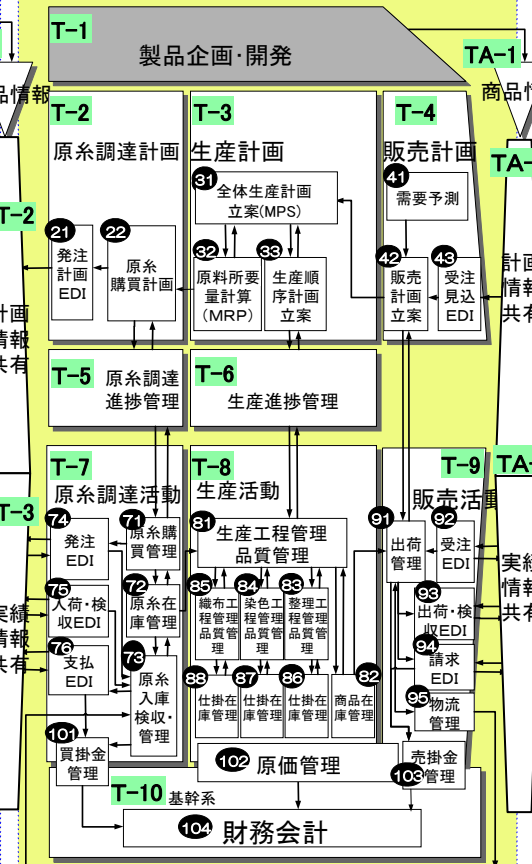 T-1
製品企画・開発
TA-1
品情報
商品情
T-2
原糸調達計画
T-3
生産計画
T-4
販売計画
TA-
T-2
計画
情報
共有
21
発注
計画
EDI
22
原糸
購買計画
31
全体生産計画
立案(MPS)
32
原料所要
量計算
(MRP)
33
生産順
序計画
立案
41
需要予測
42
販売
計画
立案
43
受注
見込
EDI
計画
情報
共有
T-5
原糸調達
進捗管理
T-6
生産進捗管理
T-7
原糸調達活動
T-8
生産活動
T-9
販売活動
TA-
T-3
実績
情報
共有
74
発注
EDI
75
入荷・検
収EDI
76
支払
EDI
71
原糸購
買管理
72
原糸在
庫管理
73
原糸
入庫
検収・
管理
81
生産工程管理
品質管理
85
織布工
程管理
品質管
理
84
染色工
程管理
品質管
理
83
整理工
程管理
品質管
理
88
仕掛在
庫管理
87
仕掛在
庫管理
86
仕掛在
庫管理
82
商品在
庫管理
91
出荷
管理
92
受注
EDI
93
出荷・検
収EDI
94
請求
EDI
95
物流
管理
実績
情報
共有
101
買掛金
管理
102
原価管理
103
売掛金
管理
T-10
基幹系
104
財務会計